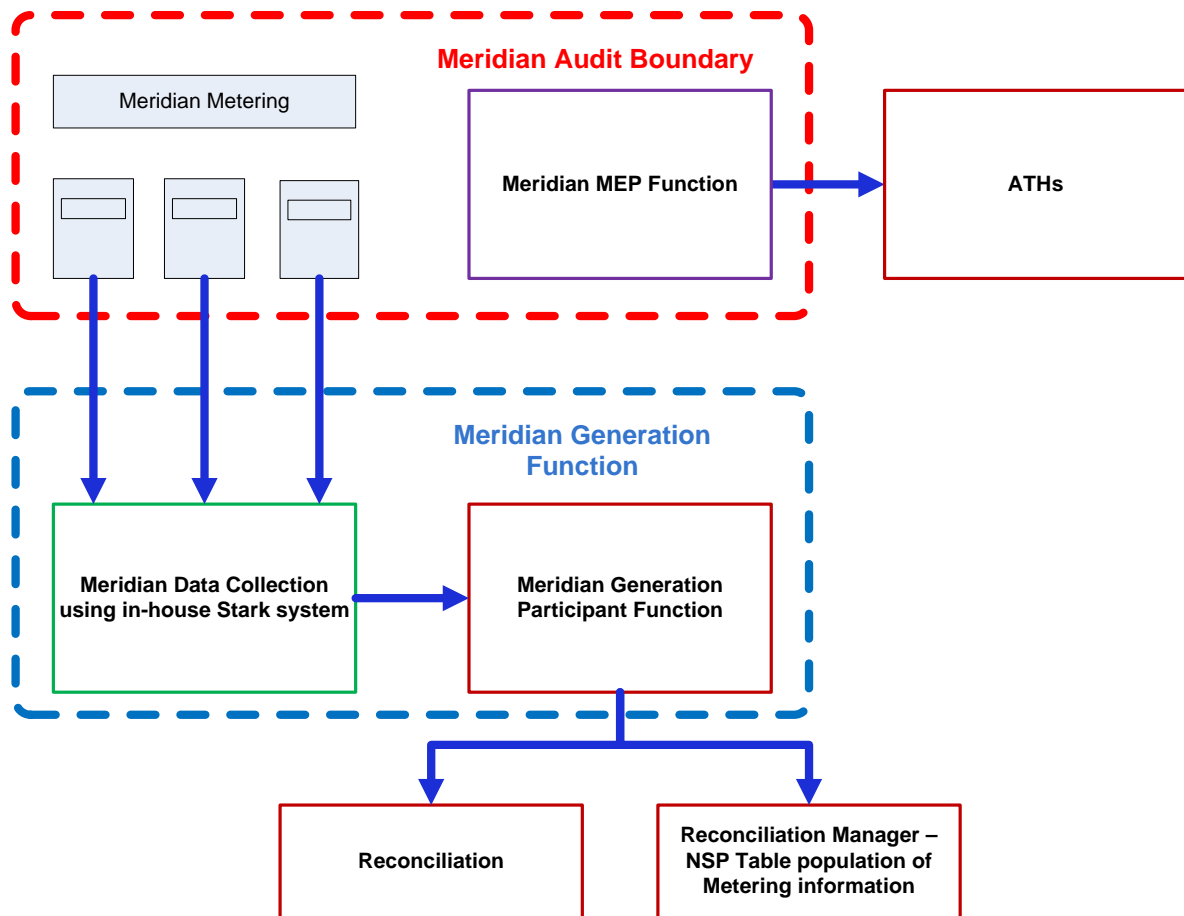 Meridian Audit Boundary
Meridian Metering
Meridian MEP Function
ATHs
Meridian Generation
Function
Meridian Data Collection
using in-house Stark system
Meridian Generation
Participant Function
Reconciliation
Reconciliation Manager –
NSP Table population of
Metering information